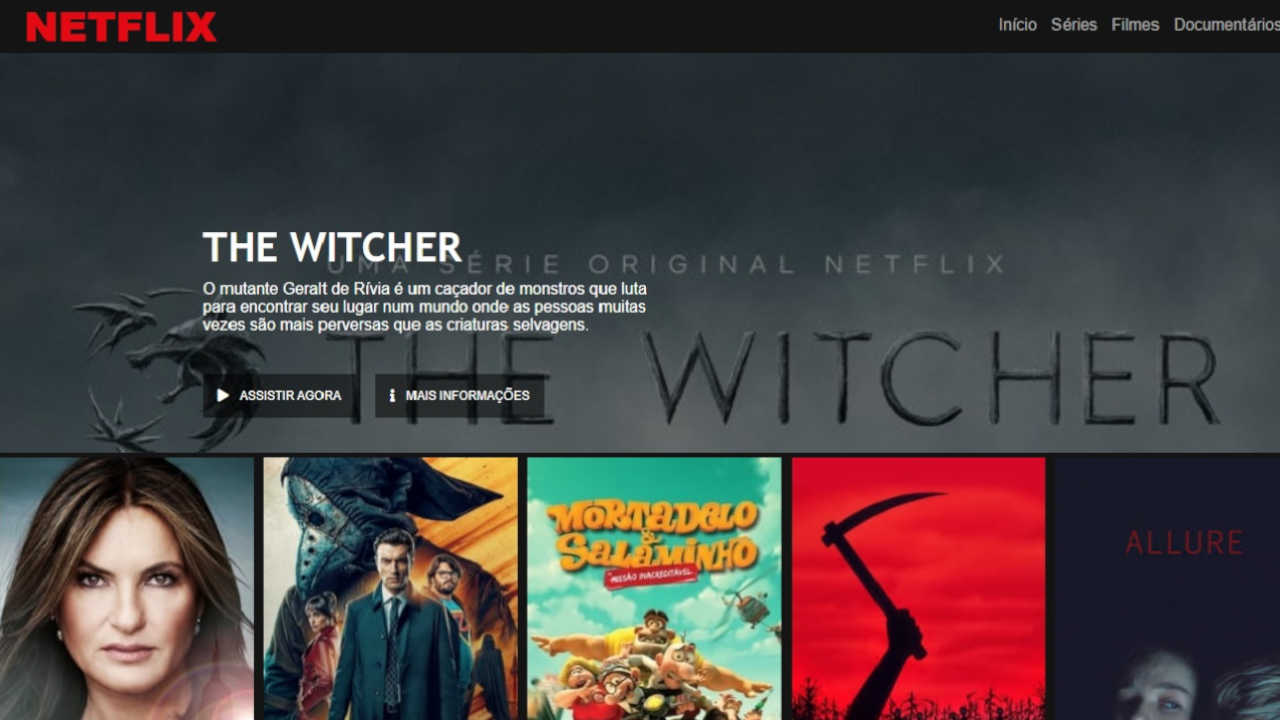 NETFLIX
Início Séries Filmes Documentários
UMA SÉRIE ORIGINAL NETFLIX
THE WITCHER
O mutante Geralt de Rívia é um caçador de monstros que luta
para encontrar seu lugar num mundo onde as pessoas muitas
vezes são mais perversas que as criaturas selvagens.
THE WITCHER
ASSISTIR AGORA
MAIS INFORMAÇÕES
MORTADELO
& SALAMINHO
MISSÃO INACREDITÁVEL
ALLURE